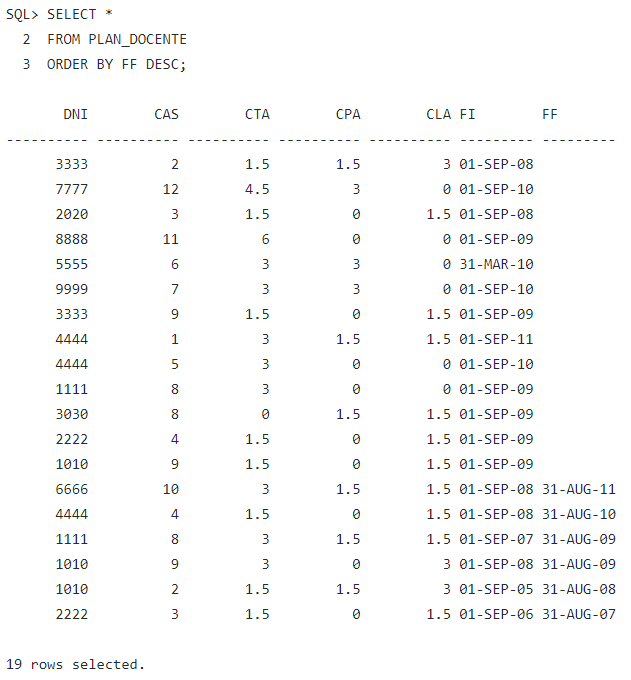 SQL> SELECT *
  2  FROM PLAN_DOCENTE
  3  ORDER BY FF DESC;
       DNI        CAS        CTA        CPA        CLA FI        FF
---------- ---------- ---------- ---------- ---------- --------- ---------
      3333          2        1.5        1.5          3 01-SEP-08
      7777         12        4.5          3          0 01-SEP-10
      2020          3        1.5          0        1.5 01-SEP-08
      8888         11          6          0          0 01-SEP-09
      5555          6          3          3          0 31-MAR-10
      9999          7          3          3          0 01-SEP-10
      3333          9        1.5          0        1.5 01-SEP-09
      4444          1          3        1.5        1.5 01-SEP-11
      4444          5          3          0          0 01-SEP-10
      1111          8          3          0          0 01-SEP-09
      3030          8          0        1.5        1.5 01-SEP-09
      2222          4        1.5          0        1.5 01-SEP-09
      1010          9        1.5          0        1.5 01-SEP-09
      6666         10          3        1.5        1.5 01-SEP-08 31-AUG-11
      4444          4        1.5          0        1.5 01-SEP-08 31-AUG-10
      1111          8          3        1.5        1.5 01-SEP-07 31-AUG-09
      1010          9          3          0          3 01-SEP-08 31-AUG-09
      1010          2        1.5        1.5          3 01-SEP-05 31-AUG-08
      2222          3        1.5          0        1.5 01-SEP-06 31-AUG-07
19 rows selected.